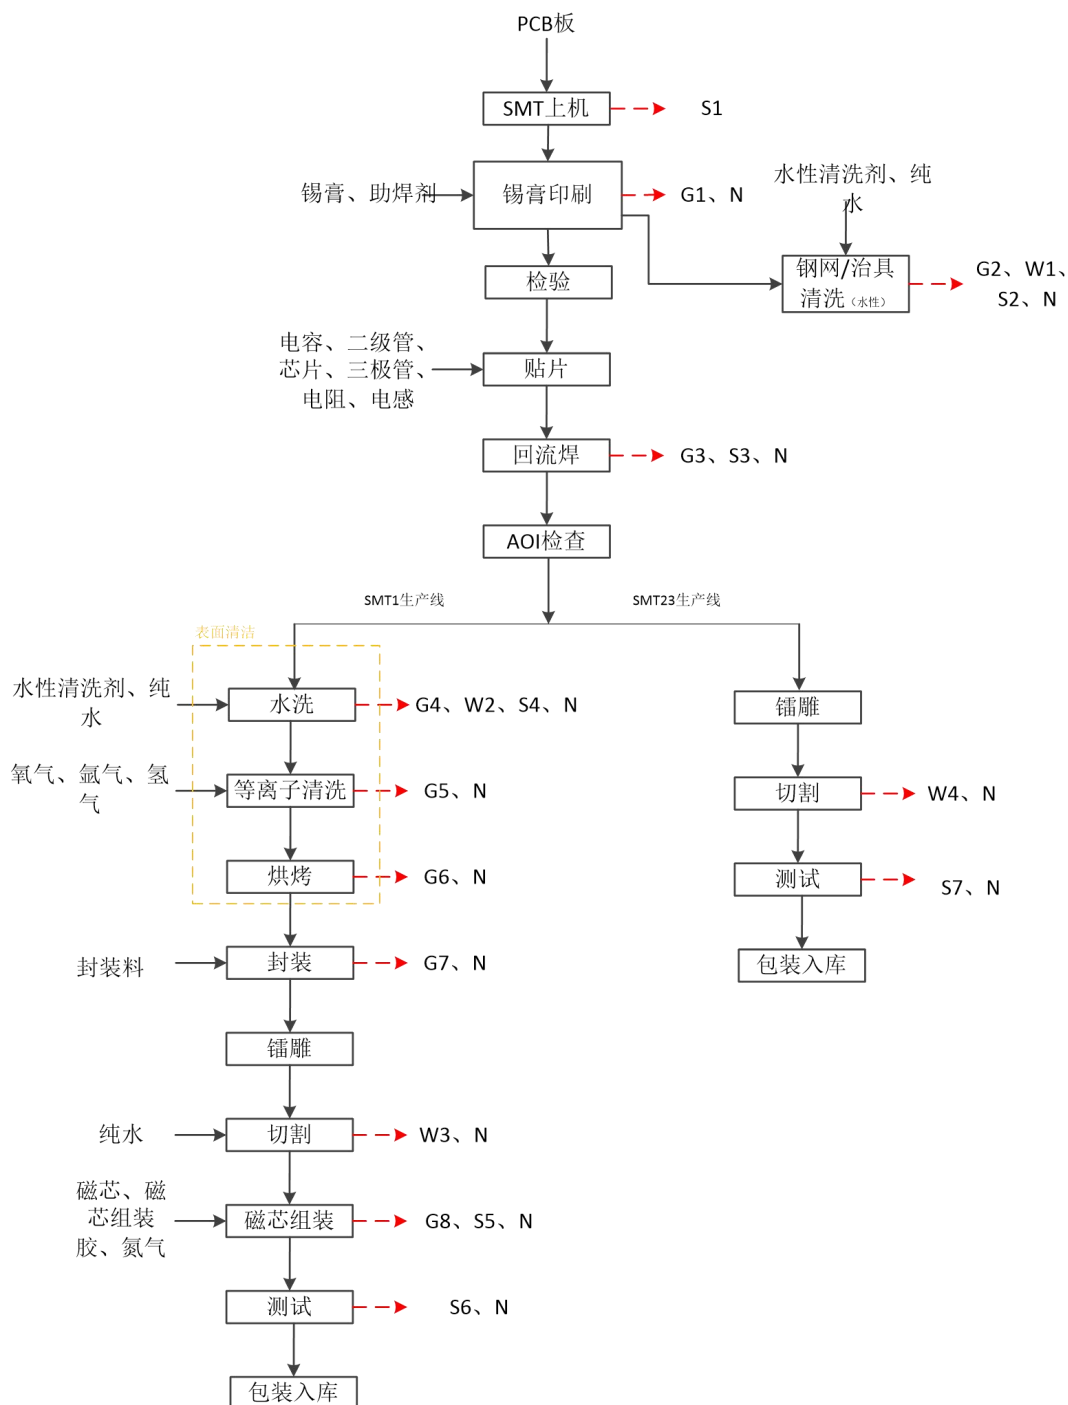 PCB板
SMT上机
S1
锡膏、助焊剂
锡膏印刷
G1、N
水性清洗剂、纯
水
钢网/治具
清洗（水性）
G2、W1、
S2、N
检验
电容、二级管、
芯片、三极管、
电阻、电感
贴片
回流焊
G3、S3、N
AOI检查
SMT1生产线
SMT23生产线
表面清洁
水性清洗剂、纯
水
水洗
G4、W2、S4、N
氧气、氩气、氢
气
等离子清洗
G5、N
烘烤
G6、N
封装料
封装
G7、N
镭雕
纯水
切割
W3、N
磁芯、磁
芯组装
胶、氮气
磁芯组装
G8、S5、N
测试
S6、N
包装入库
镭雕
切割
W4、N
测试
S7、N
包装入库